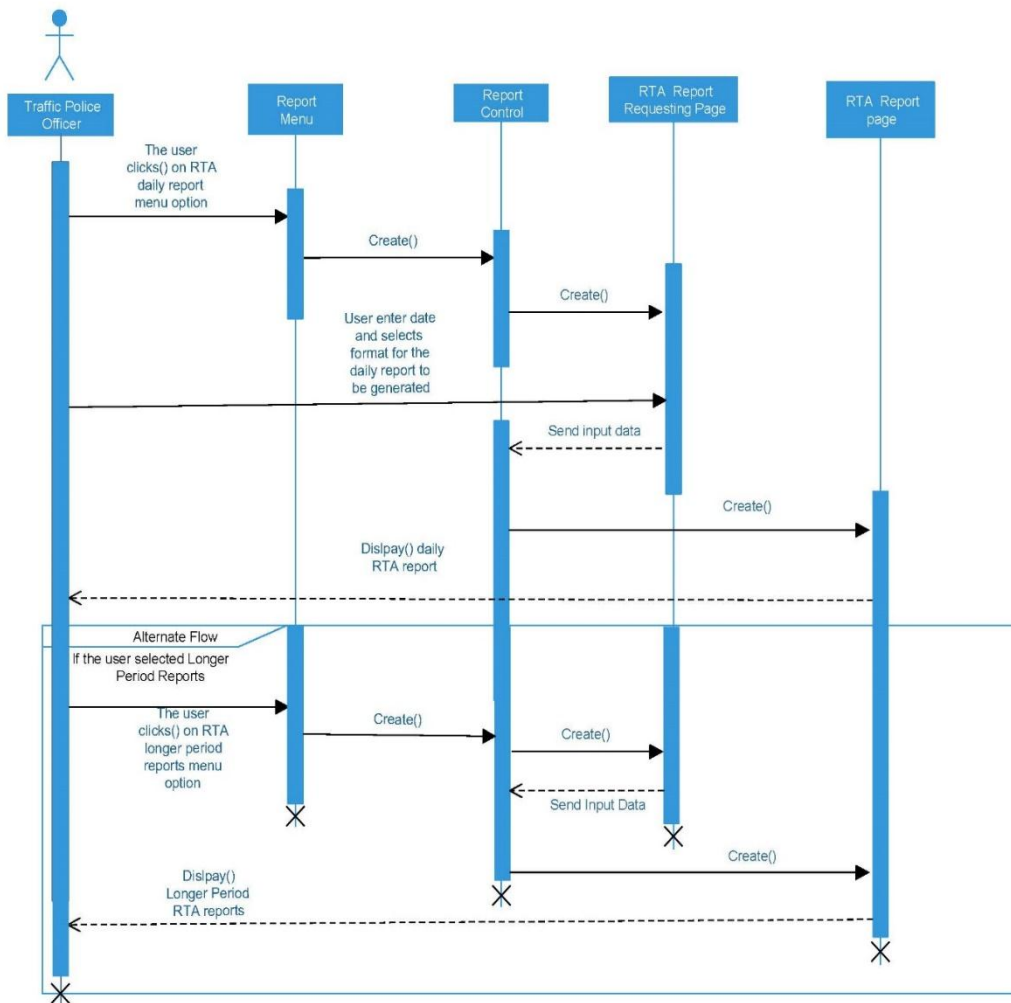 Traffic Police
Officer
Report
Menu
Report
Control
RTA Report
Requesting Page
RTA Report
page
The user
clicks() on RTA
daily report
menu option
Create()
Create()
User enter date
and selects
format for the
daily report to
be generated
Send input data
Create()
Dislpay() daily
RTA report
Alternate Flow
If the user selected Longer
Period Reports
The user
clicks() on RTA
longer period
reports menu
option
Create()
Create()
Send Input Data
Create()
Dislpay()
Longer Period
RTA reports